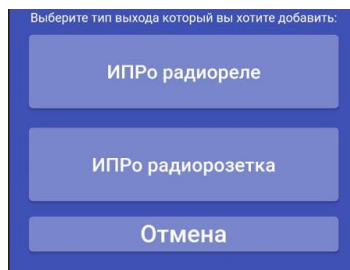 Выберите тип выхода который вы хотите добавить:
ИПРо радиореле
ИПРо радиорозетка
Отмена